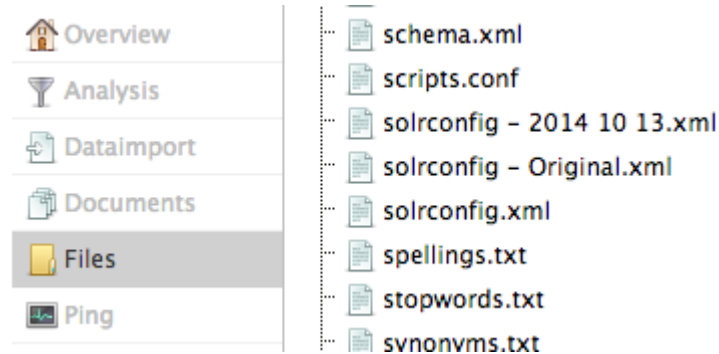 Overview
Analysis
Dataimport
Documents
Files
Ping
schema.xml
scripts.conf
solrconfig – 2014 10 13.xml
solrconfig – Original.xml
solrconfig.xml
spellings.txt
stopwords.txt
synonyms.txt